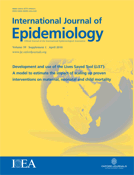 International Journal of
Epidemiology
Development and use of the Lives Saved Tool (LiST):
A model to estimate the impact of scaling up proven
interventions on maternal, neonatal and child mortality
IEA